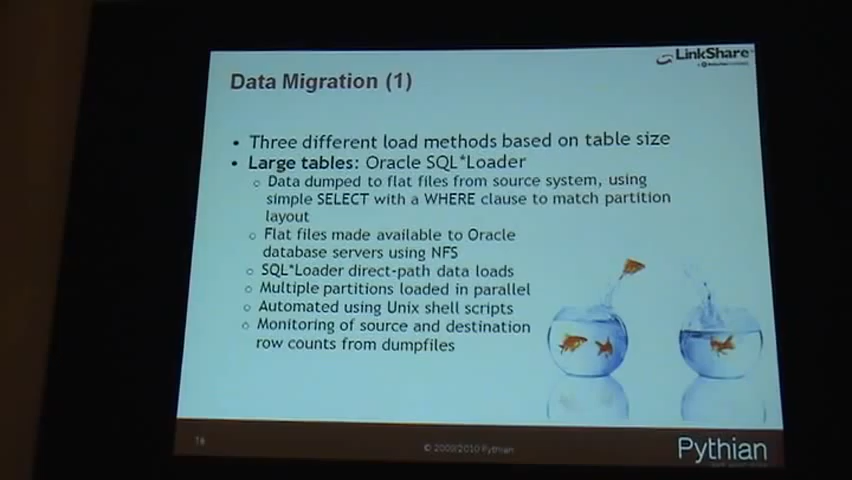 LinkShare
Data Migration (1)
• Three different load methods based on table size
• Large tables: Oracle SQL*Loader
○ Data dumped to flat files from source system, using
simple SELECT with a WHERE clause to match partition
layout
○ Flat files made available to Oracle
database servers using NFS
○ SQL*Loader direct-path data loads
○ Multiple partitions loaded in parallel
○ Automated using Unix shell scripts
○ Monitoring of source and destination
row counts from dumpfiles
© 2009/2010 Pythian
Pythian